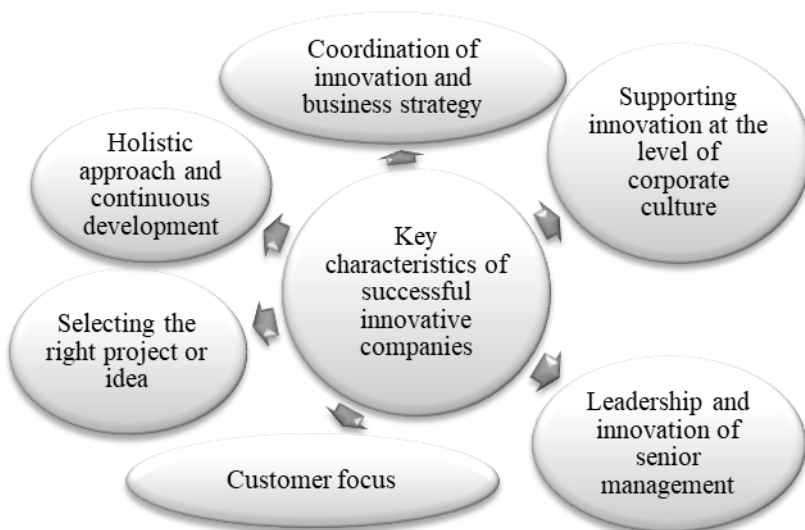 Coordination of
innovation and
business strategy
Supporting
innovation at the
level of
corporate
culture
Holistic
approach and
continuous
development
Key
characteristics of
successful
innovative
companies
Selecting the
right project or
idea
Leadership and
innovation of
senior
management
Customer focus